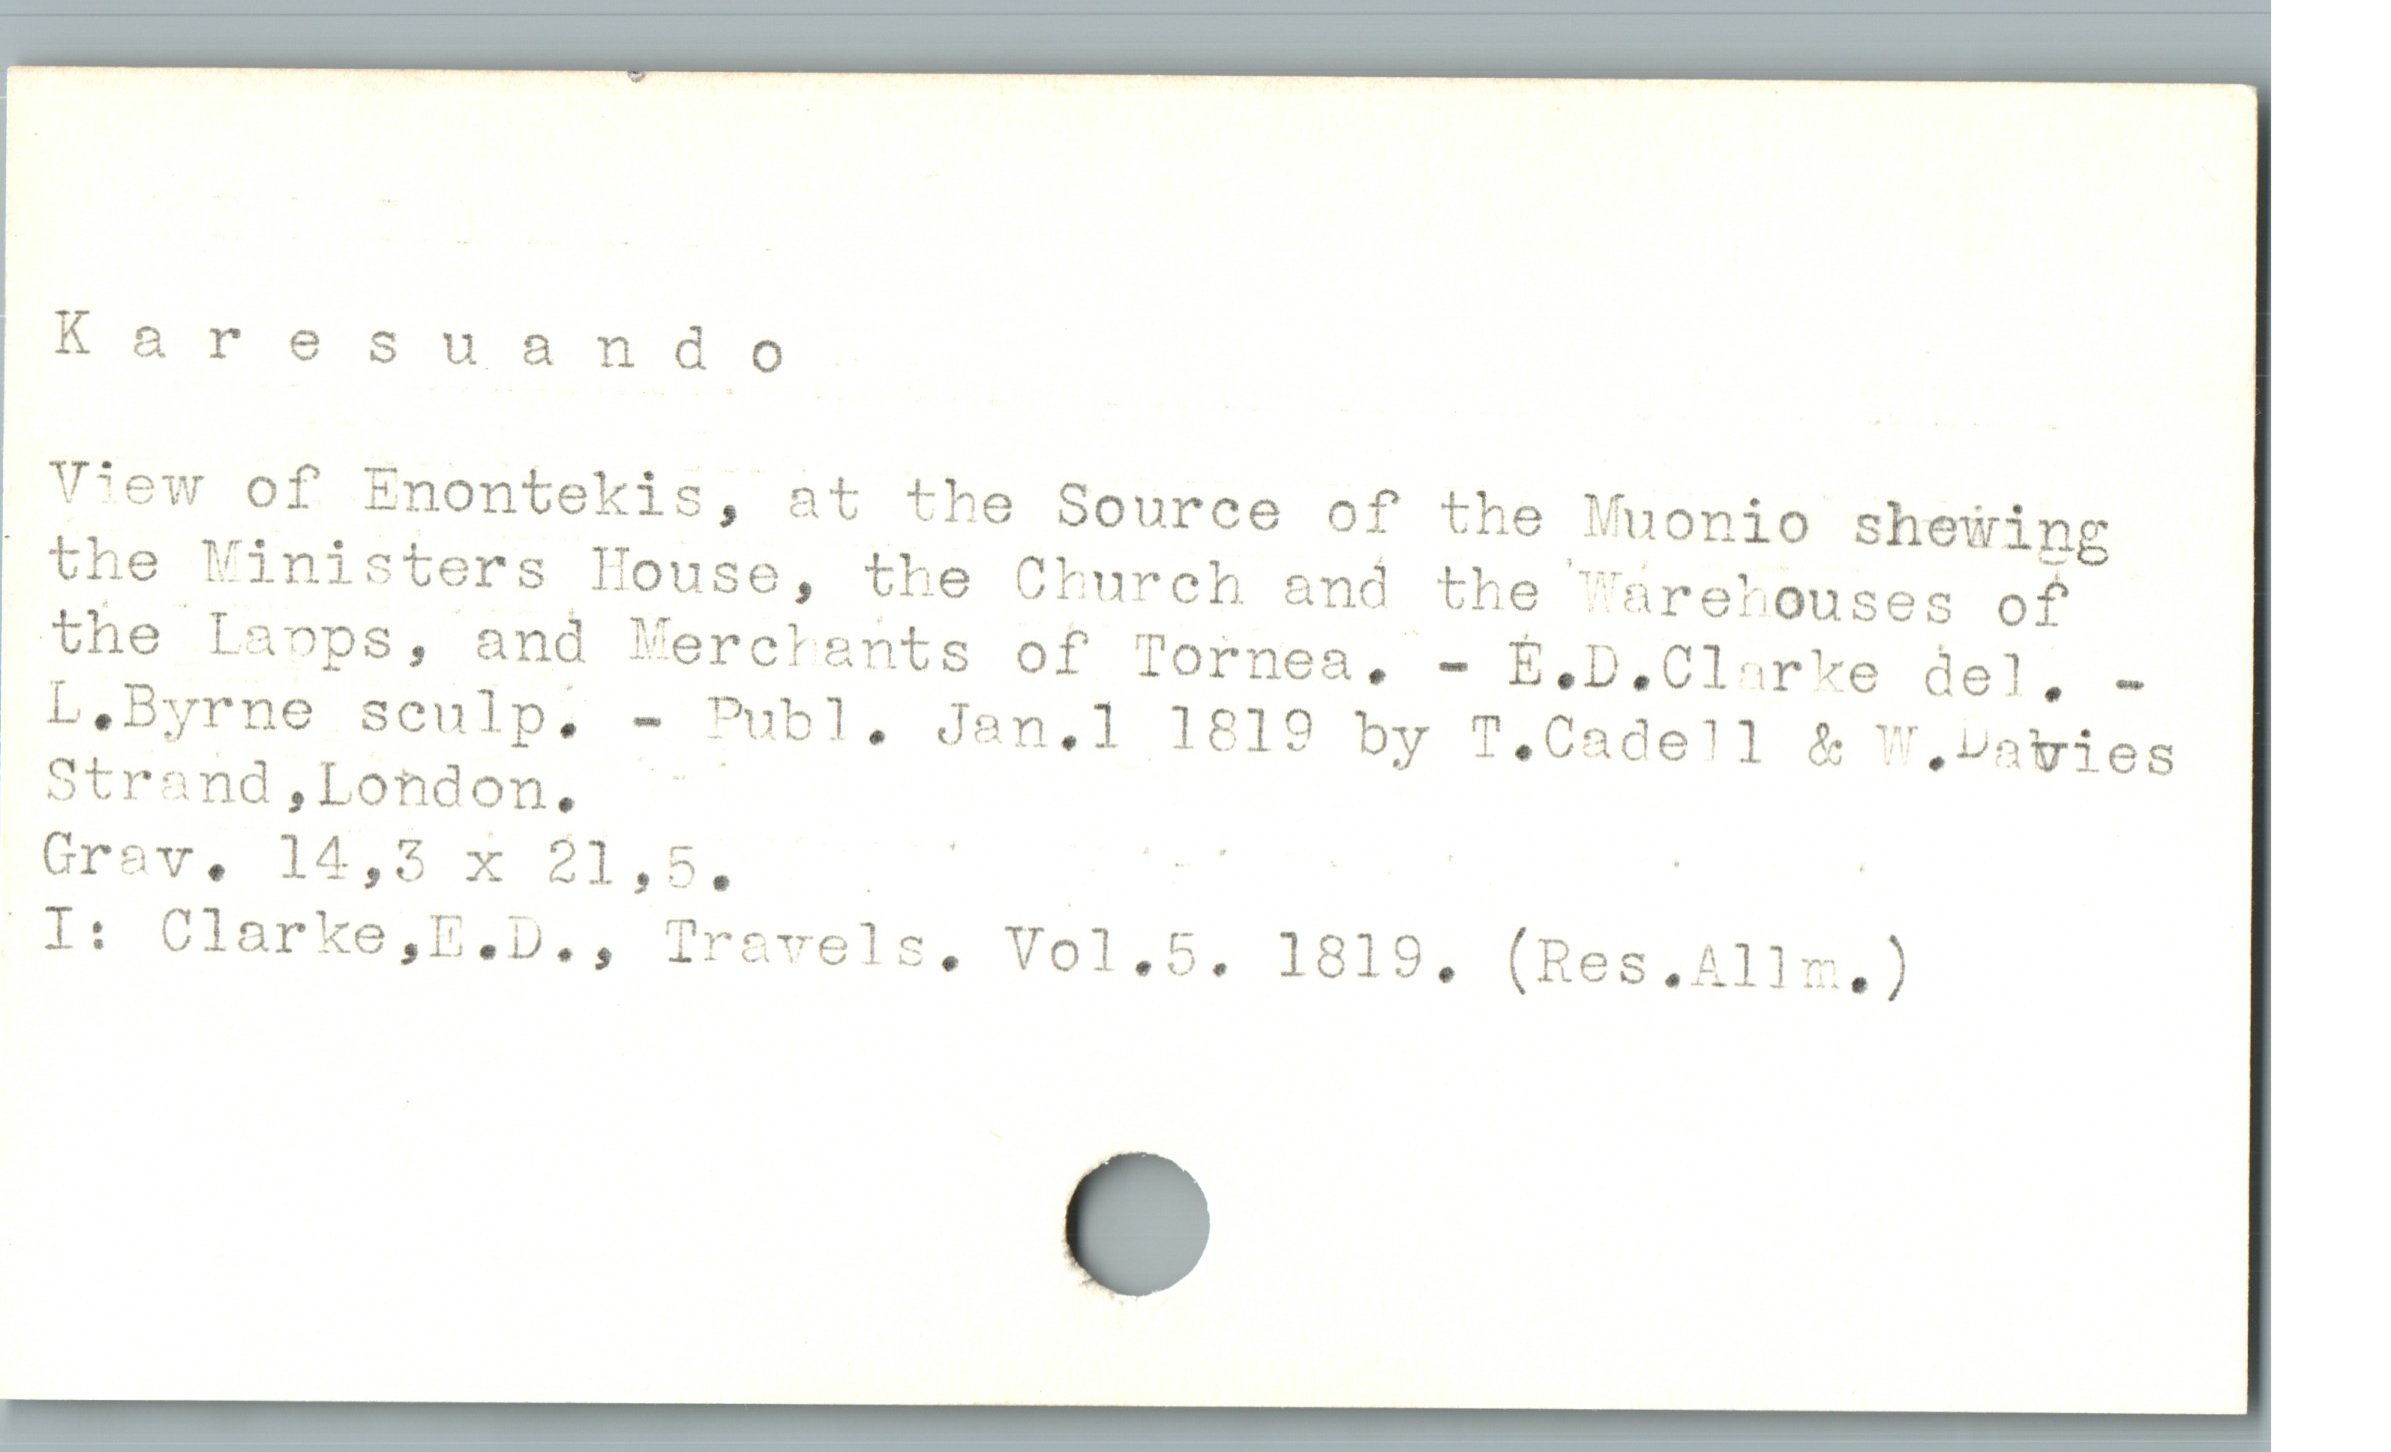 K a r e s u a n d o
View of Enontekis, at the Source of the Muonio shewing
the Ministers House, the Church and the Warehouses of
the Lapps, and Merchants of Tornea. - E.D.Clarke del. -
L.Byrne sculp. - Publ. Jan.1 1819 by T.Cadell & W.Davies
Strand,London.
Grav. 14,3 x 21,5.
I: Clarke,E.D., Travels. Vol.5. 1819. (Res.Allm.)